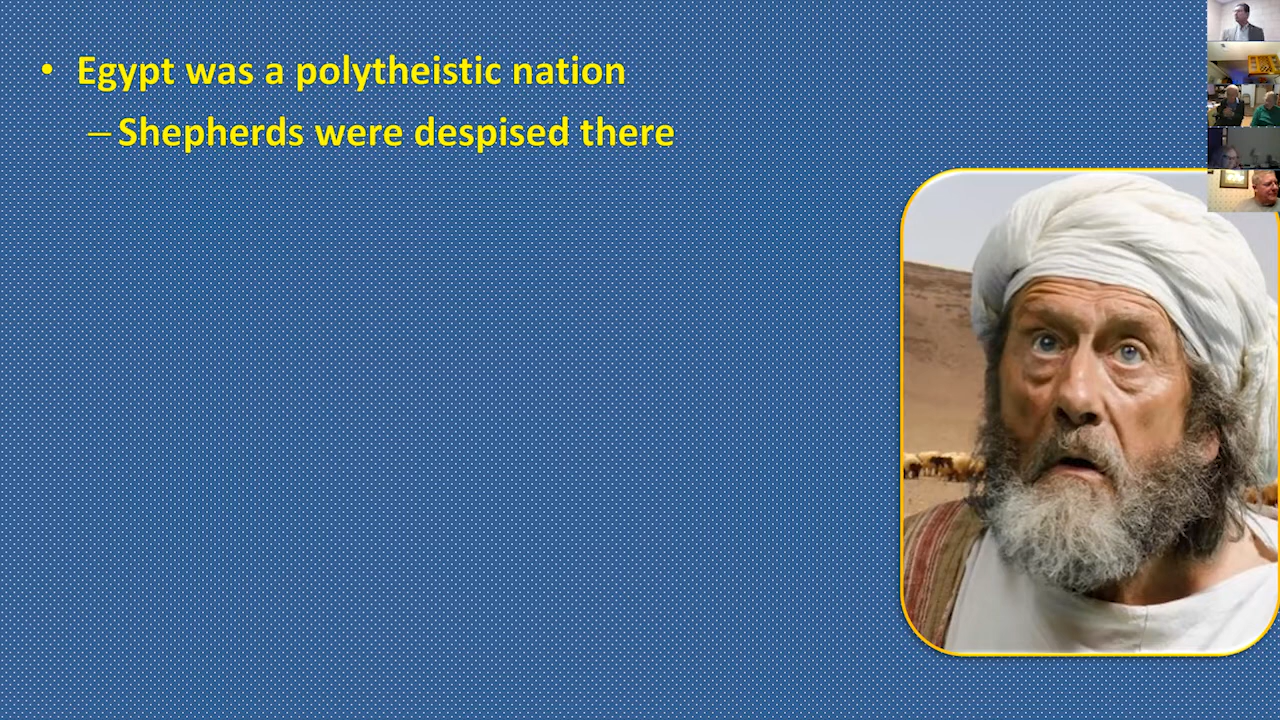 • Egypt was a polytheistic nation
– Shepherds were despised there